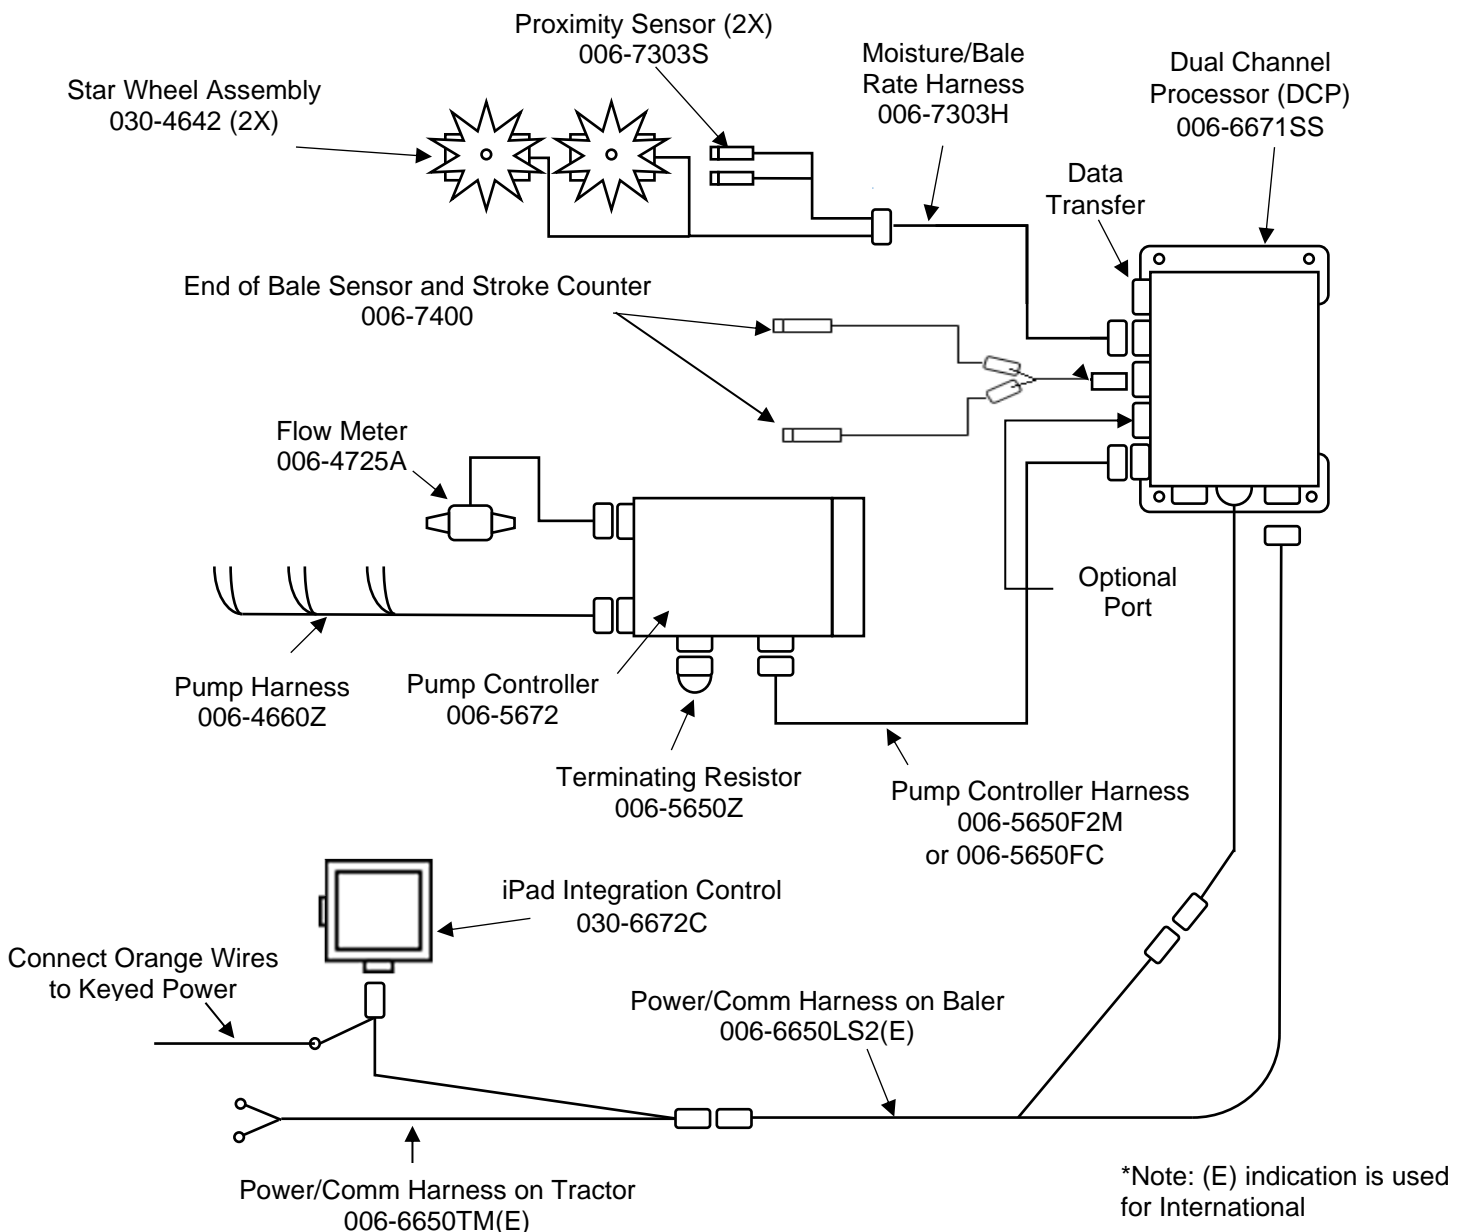 Proximity Sensor (2X)
006-7303S
Moisture/Bale
Rate Harness
006-7303H
Dual Channel
Processor (DCP)
006-6671SS
Star Wheel Assembly
030-4642 (2X)
Data
Transfer
End of Bale Sensor and Stroke Counter
006-7400
Flow Meter
006-4725A
Optional
Port
Pump Harness
006-4660Z
Pump Controller
006-5672
Terminating Resistor
006-5650Z
Pump Controller Harness
006-5650F2M
or 006-5650FC
iPad Integration Control
030-6672C
Connect Orange Wires
to Keyed Power
Power/Comm Harness on Baler
006-6650LS2(E)
Power/Comm Harness on Tractor
006-6650TM(E)
*Note: (E) indication is used
for International